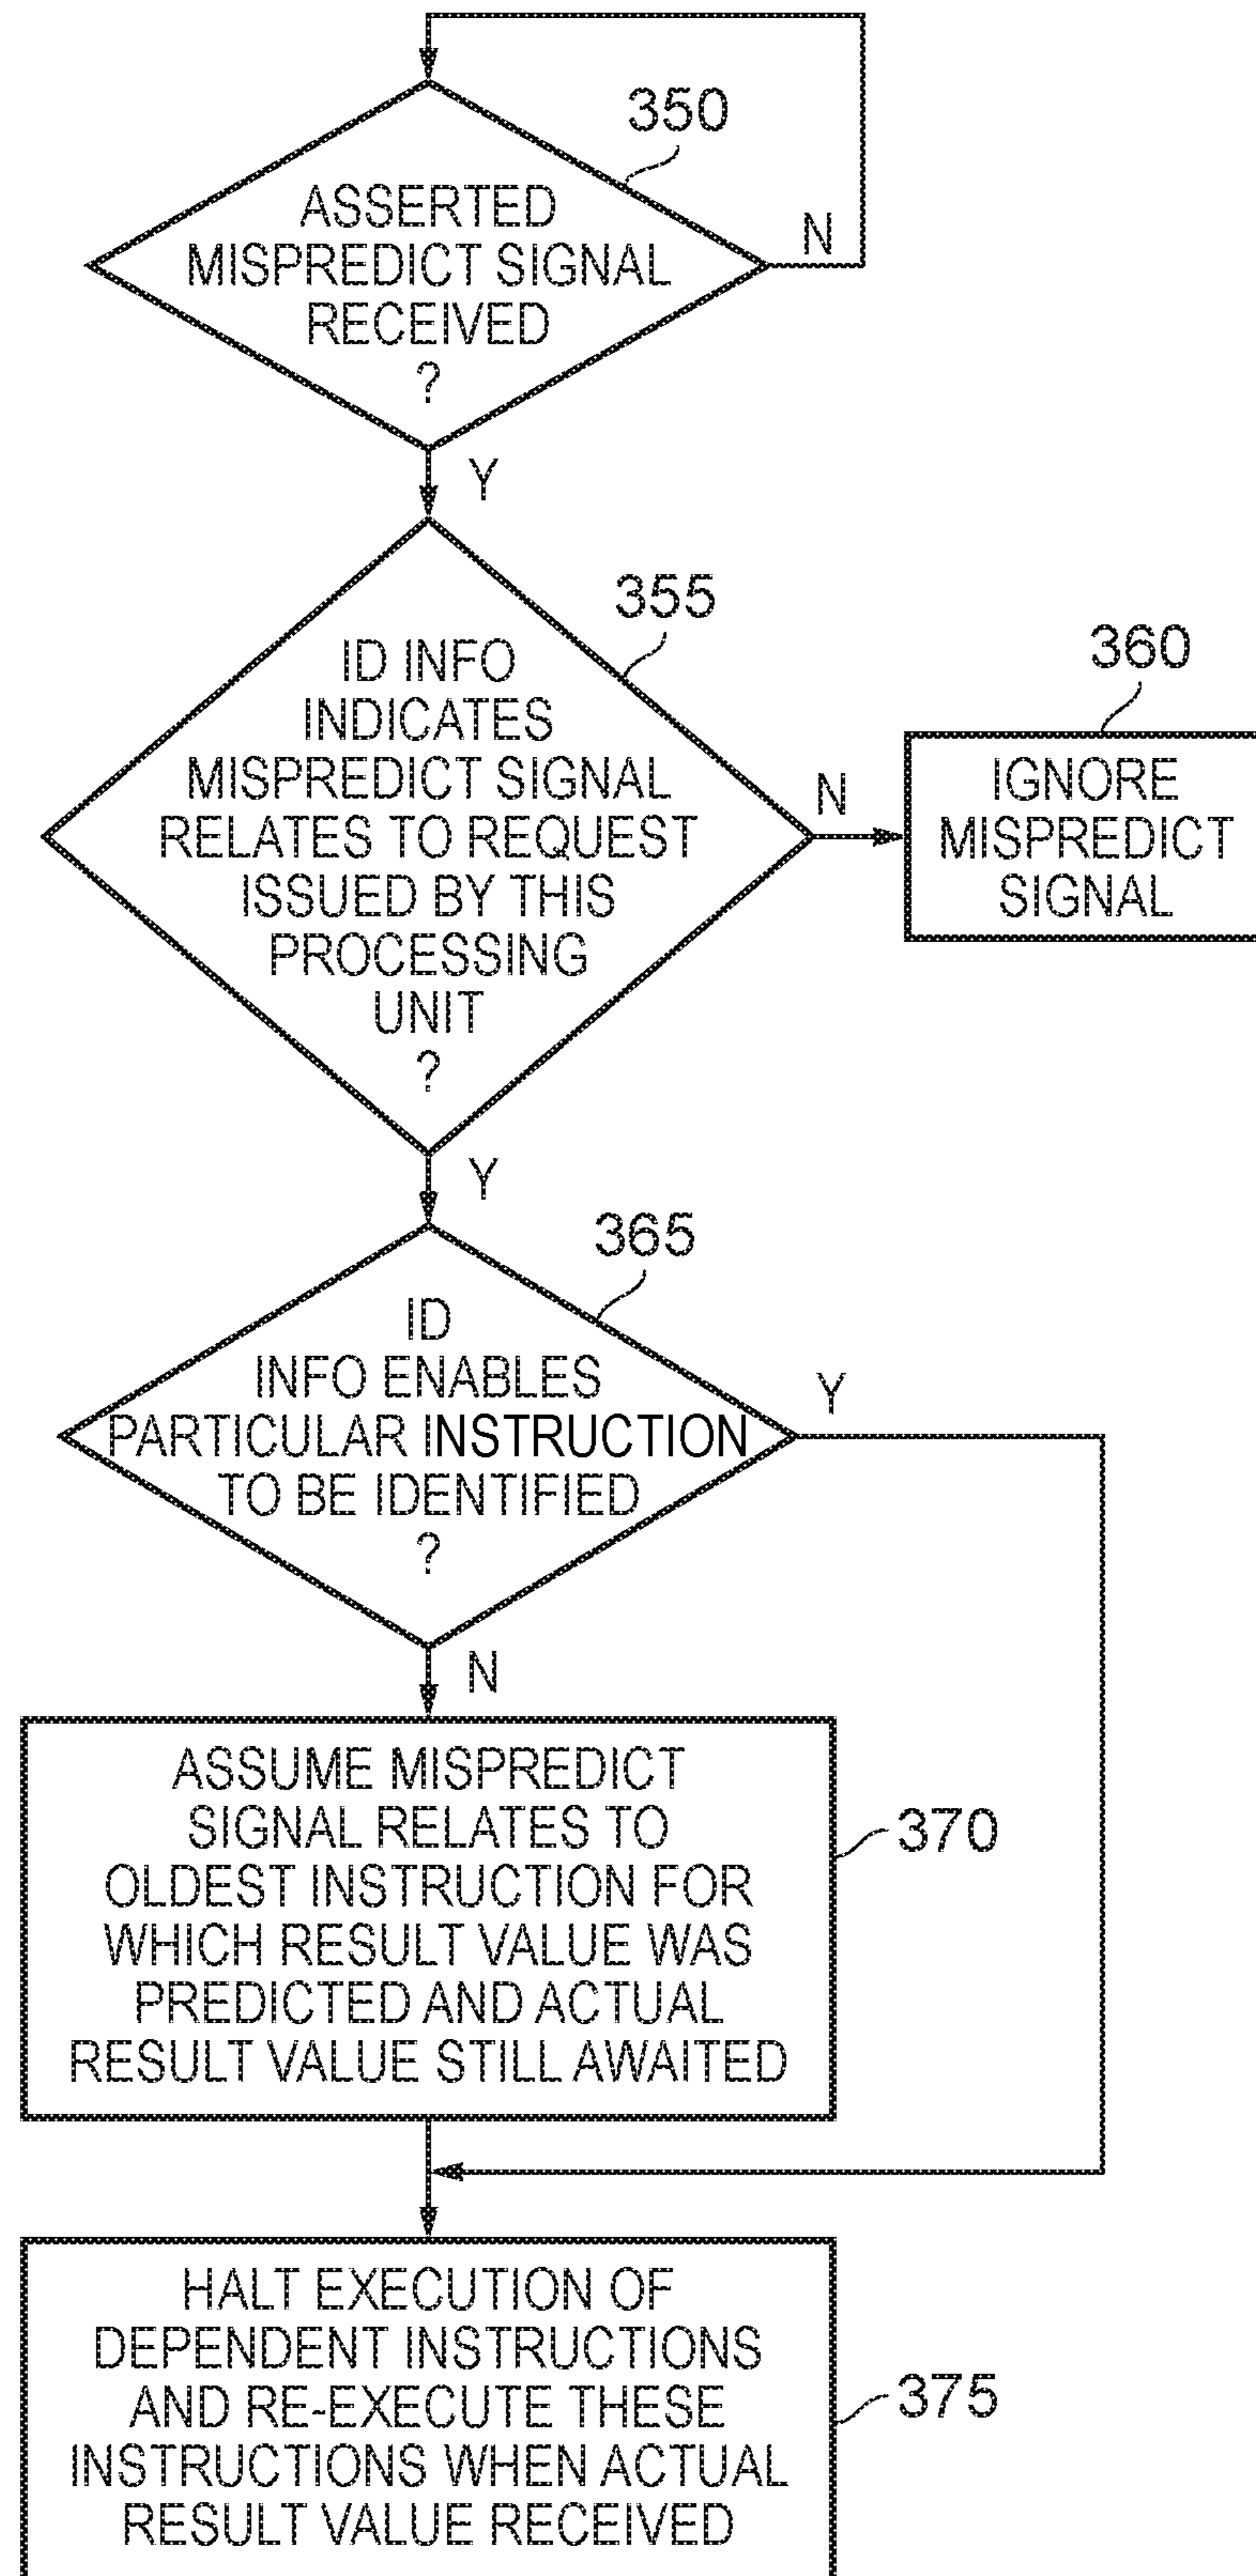 350
ASSERTED
MISPREDICT SIGNAL
RECEIVED
?
N
Y
355
ID INFO
INDICATES
MISPREDICT SIGNAL
RELATES TO REQUEST
ISSUED BY THIS
PROCESSING
UNIT
?
N
360
IGNORE
MISPREDICT
SIGNAL
Y
365
ID
INFO ENABLES
PARTICULAR INSTRUCTION
TO BE IDENTIFIED
?
Y
N
ASSUME MISPREDICT
SIGNAL RELATES TO
OLDEST INSTRUCTION FOR
WHICH RESULT VALUE WAS
PREDICTED AND ACTUAL
RESULT VALUE STILL AWAITED
370
HALT EXECUTION OF
DEPENDENT INSTRUCTIONS
AND RE-EXECUTE THESE
INSTRUCTIONS WHEN ACTUAL
RESULT VALUE RECEIVED
375